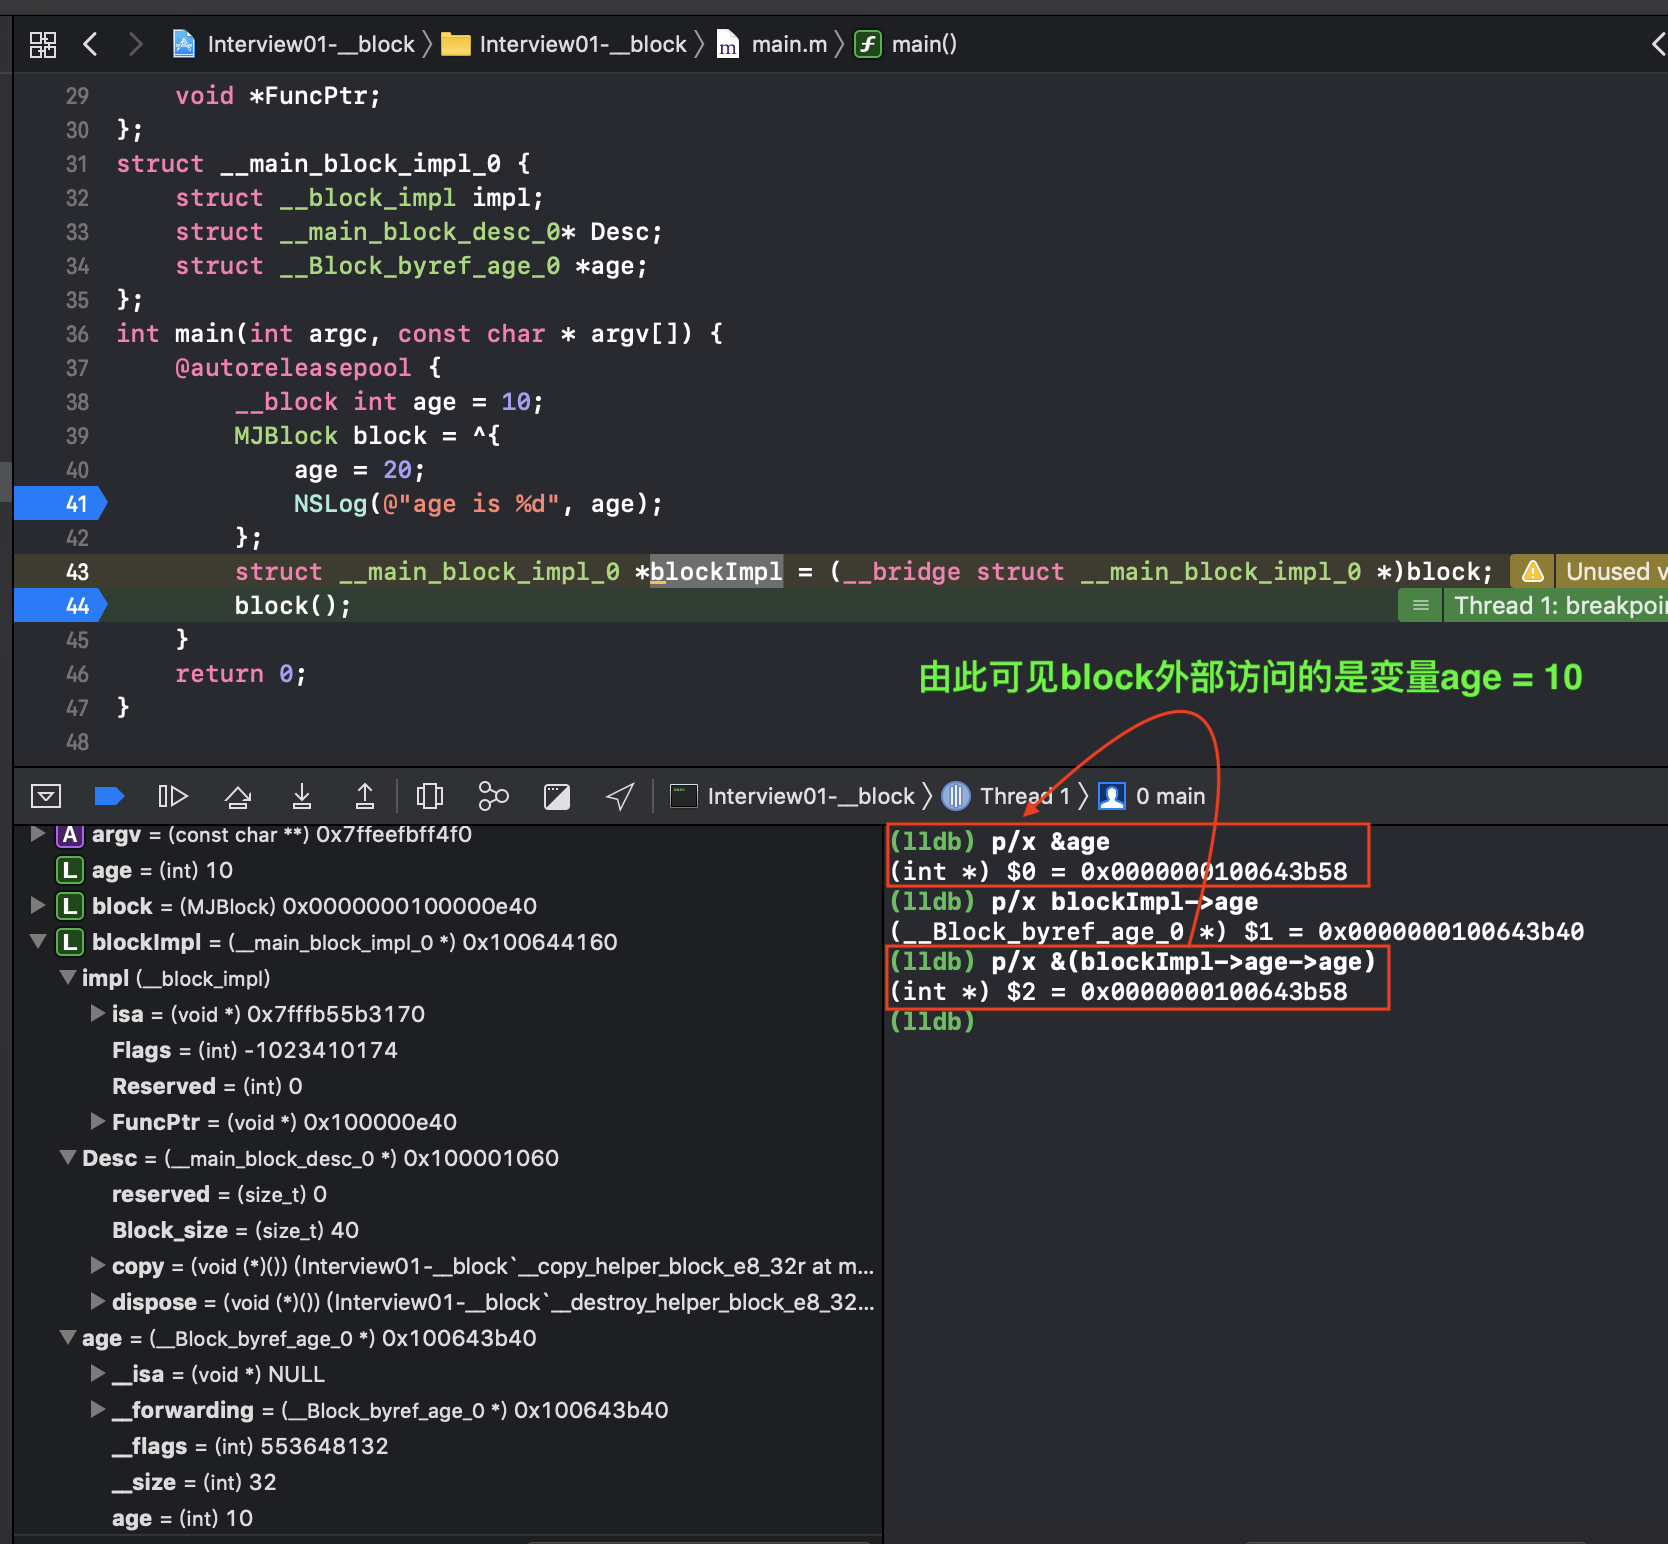 Interview01-__block 〉 Interview01-__block 〉 main.m 〉 main()
29 void *FuncPtr;
30 };
31 struct __main_block_impl_0 {
32 struct __block_impl impl;
33 struct __main_block_desc_0* Desc;
34 struct __Block_byref_age_0 *age;
35 };
36 int main(int argc, const char * argv[]) {
37 @autoreleasepool {
38 __block int age = 10;
39 MJBlock block = ^{
40 age = 20;
41 NSLog(@"age is %d", age);
42 };
43 struct __main_block_impl_0 *blockImpl = (__bridge struct __main_block_impl_0 *)block; Unused v
44 block(); Thread 1: breakpoi
45 }
46 return 0;
由此可见block外部访问的是变量age = 10
47 }
48
Interview01-__block 〉 Thread 1 〉 0 main
A argv = (const char **) 0x7ffeefbff4f0
L age = (int) 10
L block = (MJBlock) 0x0000000100000e40
L blockImpl = (__main_block_impl_0 *) 0x100644160
impl (__block_impl)
isa = (void *) 0x7fffb55b3170
Flags = (int) -1023410174
Reserved = (int) 0
FuncPtr = (void *) 0x100000e40
Desc = (__main_block_desc_0 *) 0x100001060
reserved = (size_t) 0
Block_size = (size_t) 40
copy = (void (*)()) (Interview01-__block`__copy_helper_block_e8_32r at m...
dispose = (void (*)()) (Interview01-__block`__destroy_helper_block_e8_32...
age = (__Block_byref_age_0 *) 0x100643b40
__isa = (void *) NULL
__forwarding = (__Block_byref_age_0 *) 0x100643b40
__flags = (int) 553648132
__size = (int) 32
age = (int) 10
(lldb) p/x &age
(int *) $0 = 0x0000000100643b58
(lldb) p/x blockImpl->age
(__Block_byref_age_0 *) $1 = 0x0000000100643b40
(lldb) p/x &(blockImpl->age->age)
(int *) $2 = 0x0000000100643b58
(lldb)